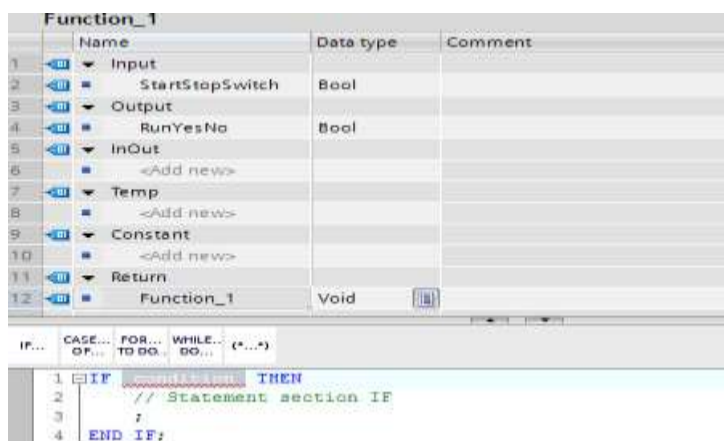 Function_1
Name Data type Comment
1 Input
2 StartStopSwitch Bool
3 Output
4 RunYesNo Bool
5 InOut
6 <Add new>
7 Temp
8 <Add new>
9 Constant
10 <Add new>
11 Return
12 Function_1 Void
IF... CASE... OF... FOR... TO DO... WHILE... DO... (*...*)
1 IF _condition_ THEN
2 // Statement section IF
3 ;
4 END_IF;